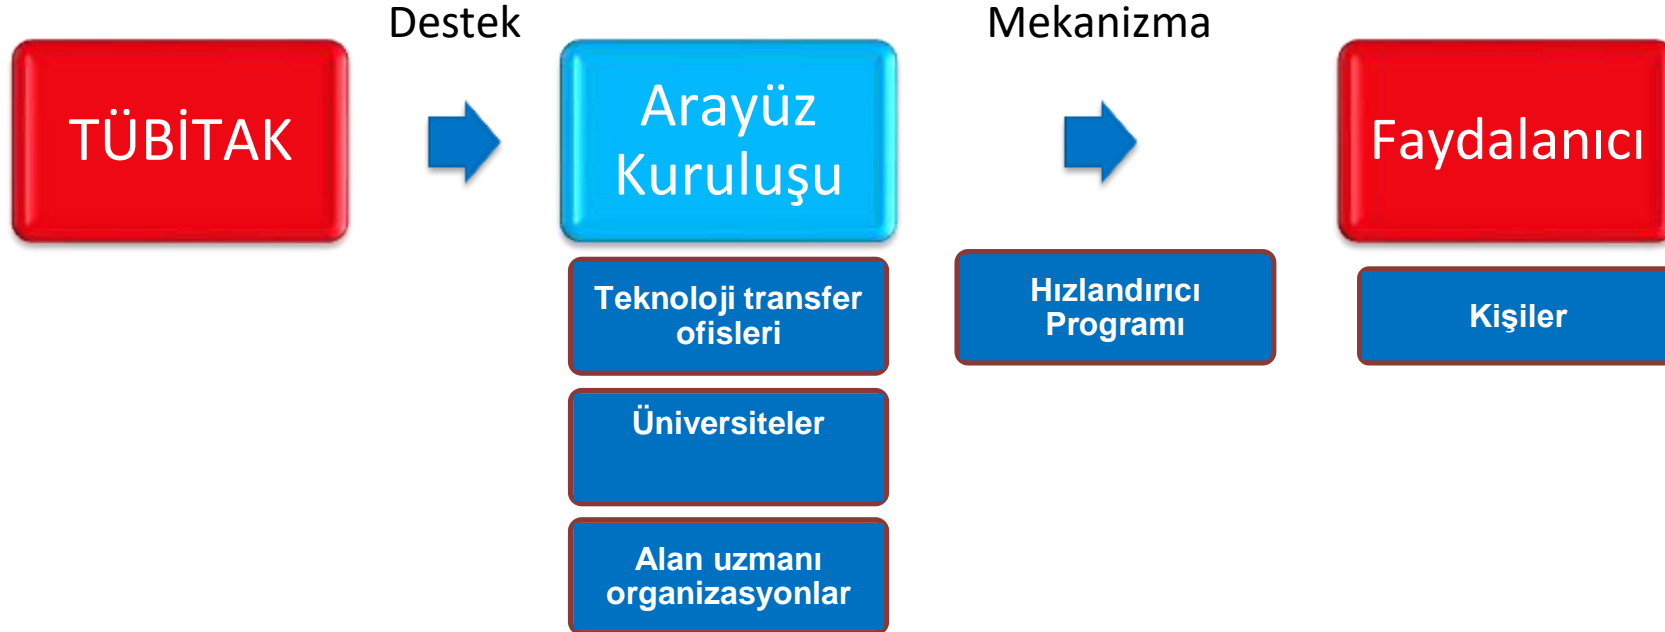 Destek
Mekanizma
TÜBİTAK
Arayüz
Kuruluşu
Faydalanıcı
Teknoloji transfer
ofisleri
Üniversiteler
Alan uzmanı
organizasyonlar
Hızlandırıcı
Programı
Kişiler